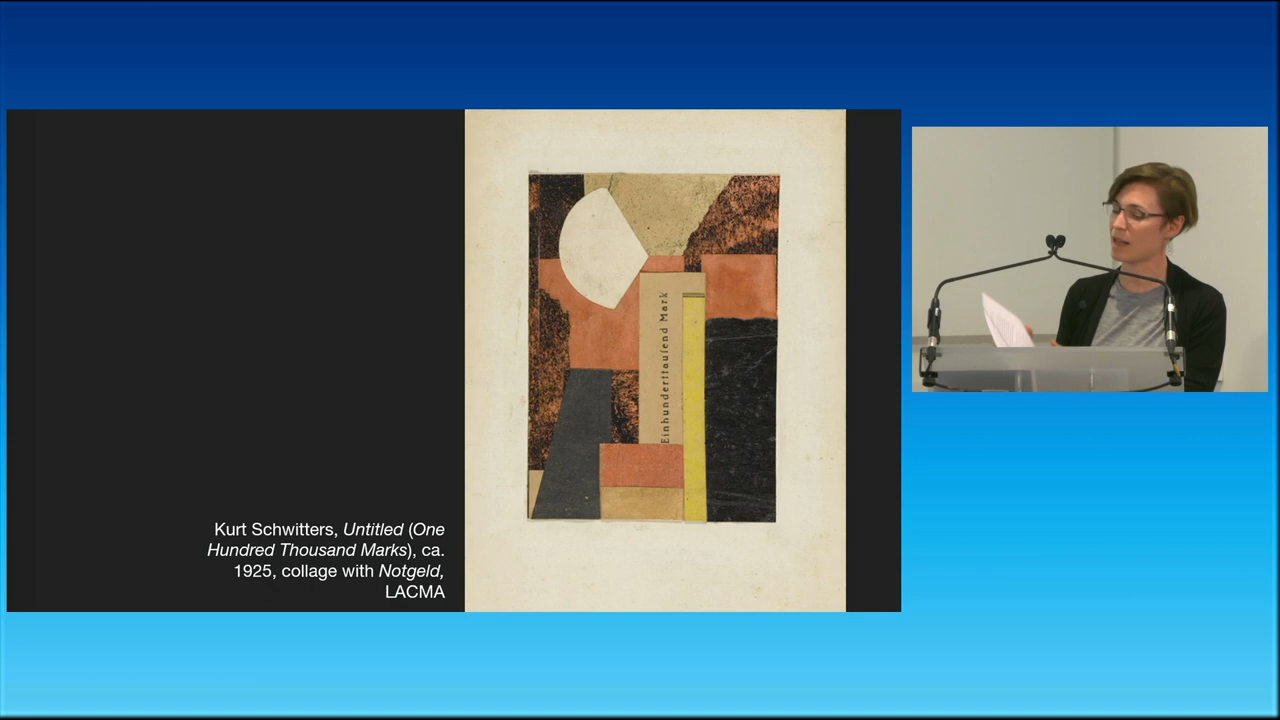 Einhunderttauſend Mark
Kurt Schwitters, Untitled (One
Hundred Thousand Marks), ca.
1925, collage with Notgeld,
LACMA